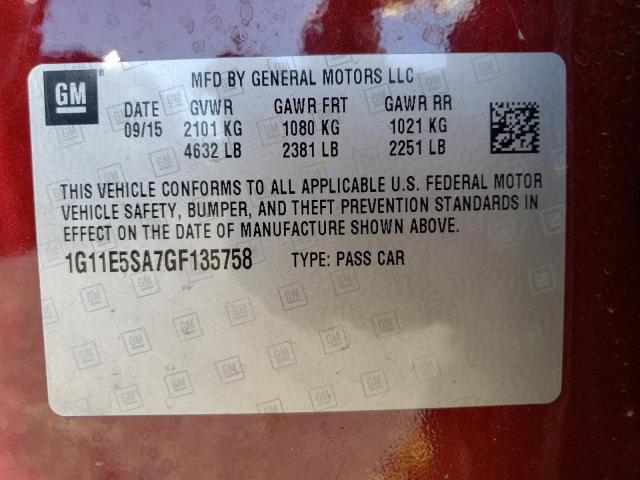 GM
MFD BY GENERAL MOTORS LLC
DATE GVWR GAWR FRT GAWR RR
09/15 2101 KG 1080 KG 1021 KG
4632 LB 2381 LB 2251 LB
THIS VEHICLE CONFORMS TO ALL APPLICABLE U.S. FEDERAL MOTOR
VEHICLE SAFETY, BUMPER, AND THEFT PREVENTION STANDARDS IN
EFFECT ON THE DATE OF MANUFACTURE SHOWN ABOVE.
1G11E5SA7GF135758 TYPE: PASS CAR